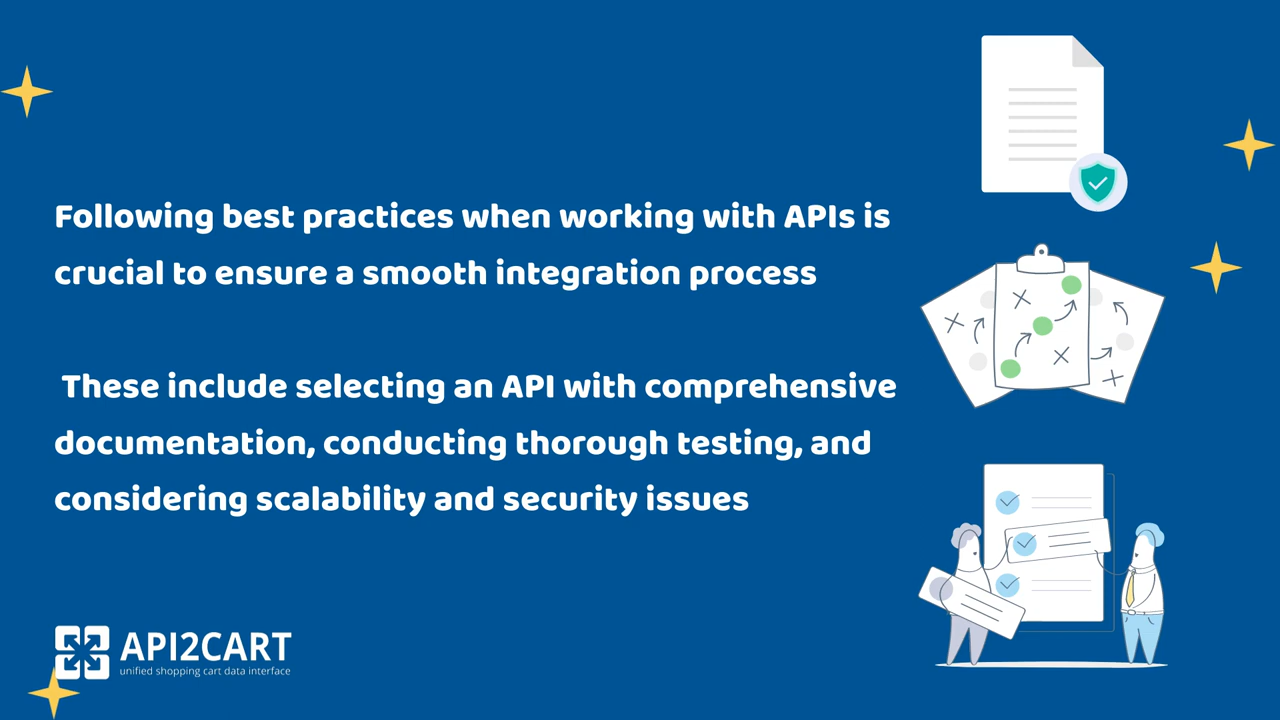 Following best practices when working with APIs is
crucial to ensure a smooth integration process
These include selecting an API with comprehensive
documentation, conducting thorough testing, and
considering scalability and security issues
API2CART
unified shopping cart data interface